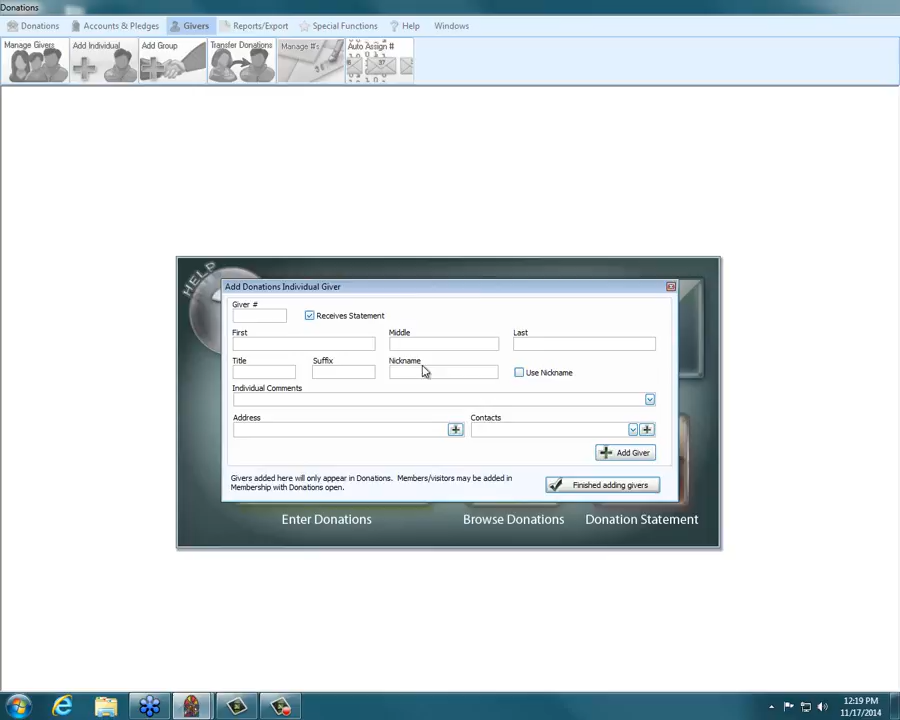 Donations
Donations Accounts & Pledges Givers Reports/Export Special Functions Help Windows
Manage Givers Add Individual Add Group Transfer Donations Manage #'s Auto Assign #
37
HELP
Add Donations Individual Giver
Giver #
Receives Statement
First Middle Last
Title Suffix Nickname
Use Nickname
Individual Comments
Address Contacts
Add Giver
Givers added here will only appear in Donations. Members/visitors may be added in
Membership with Donations open.
Finished adding givers
Enter Donations Browse Donations Donation Statement
12:19 PM
11/17/2014